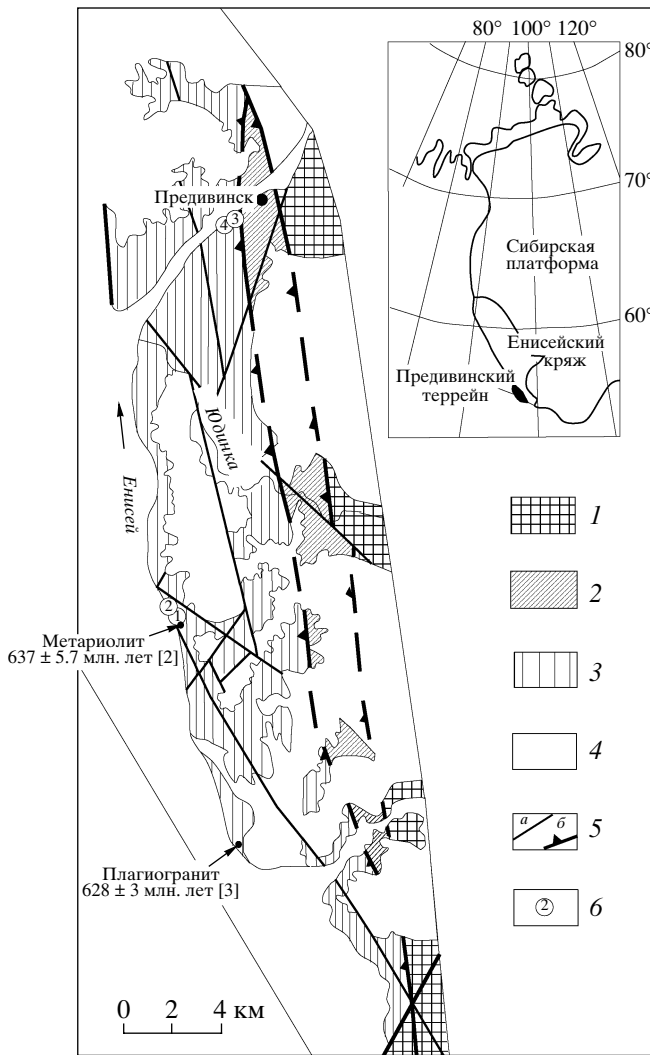 80° 100° 120°
80°
70°
60°
Сибирская
платформа
Енисейский
кряж
Предивинский
террейн
Предивинск
4 3
Юдинка
Енисей
2
1
Метариолит
637 ± 5.7 млн. лет [2]
Плагиогранит
628 ± 3 млн. лет [3]
0 2 4 км
1
2
3
4
а б 5
2 6